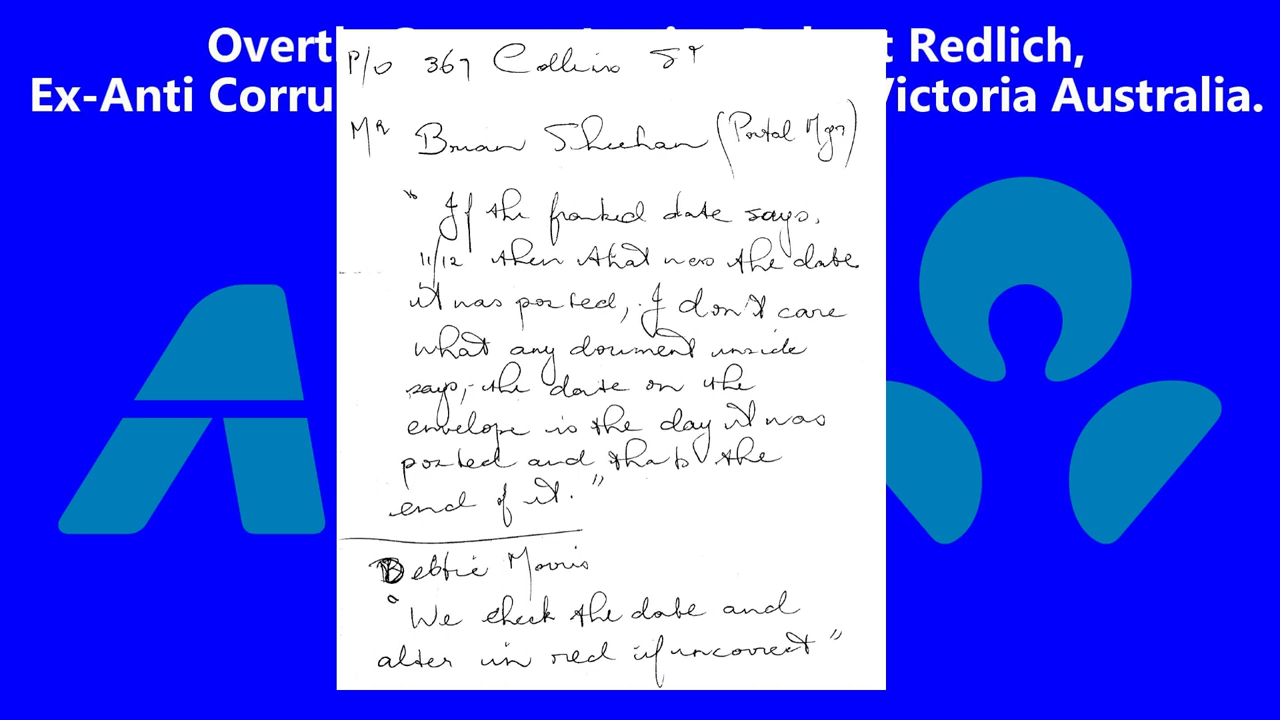 Overt Redlich,
Ex-Anti Corru Victoria Australia.
P/O 367 Collins St
Mr Brian Sheehan (Postal Mgr)
"If the franked date says,
11/12 then that was the date
it was posted, I don't care
what any document inside
says, the date on the
envelope is the day it was
posted and thats the
end of it."
Debbie Morris
"We check the date and
alter in red if incorrect"